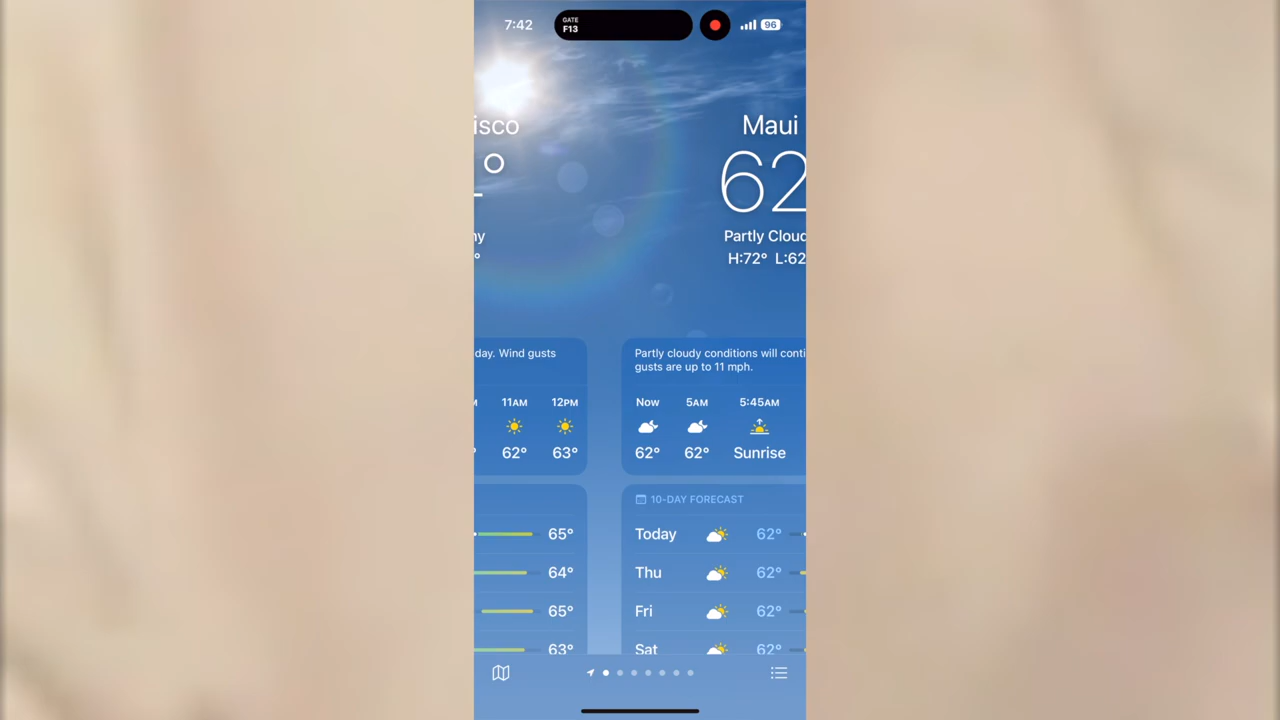 7:42
GATE
F13
96
isco
°
ny
°
day. Wind gusts
11AM
12PM
62°
63°
65°
64°
65°
63°
Maui
62
Partly Cloud
H:72° L:62
Partly cloudy conditions will conti
gusts are up to 11 mph.
Now
5AM
5:45AM
62°
62°
Sunrise
10-DAY FORECAST
Today
62°
Thu
62°
Fri
62°
Sat
62°